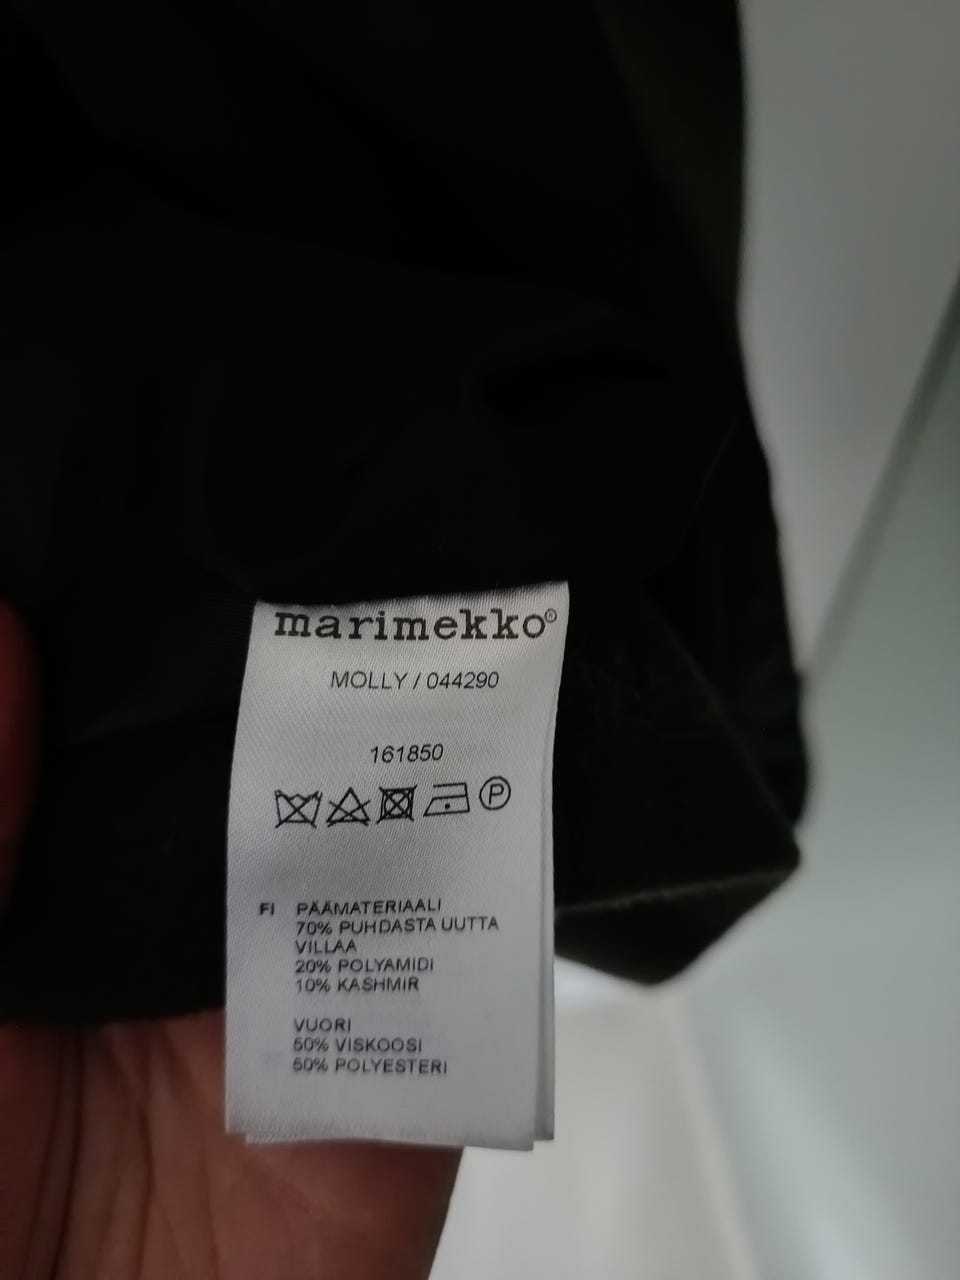 marimekko®
MOLLY / 044290
161850
P
FI PÄÄMATERIAALI
70% PUHDASTA UUTTA
VILLAA
20% POLYAMIDI
10% KASHMIR
VUORI
50% VISKOOSI
50% POLYESTERI